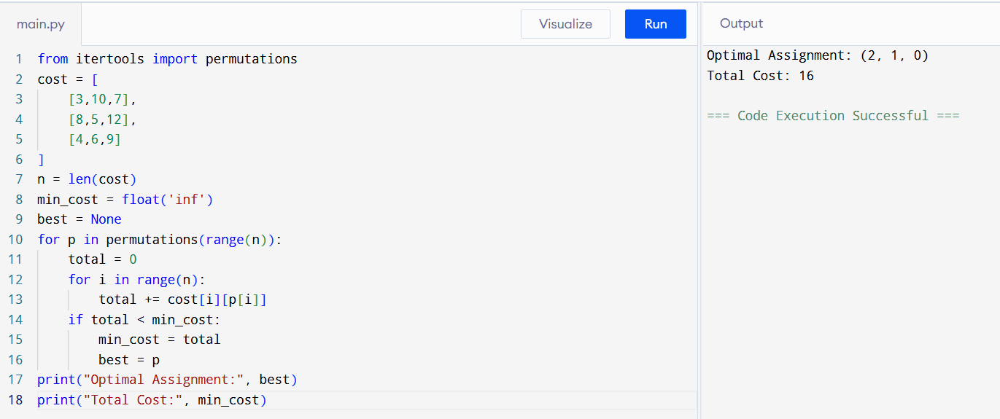 main.py
Visualize
Run
1 from itertools import permutations
2 cost = [
3     [3,10,7],
4     [8,5,12],
5     [4,6,9]
6 ]
7 n = len(cost)
8 min_cost = float('inf')
9 best = None
10 for p in permutations(range(n)):
11     total = 0
12     for i in range(n):
13         total += cost[i][p[i]]
14     if total < min_cost:
15         min_cost = total
16         best = p
17 print("Optimal Assignment:", best)
18 print("Total Cost:", min_cost)
Output
Optimal Assignment: (2, 1, 0)
Total Cost: 16
=== Code Execution Successful ===